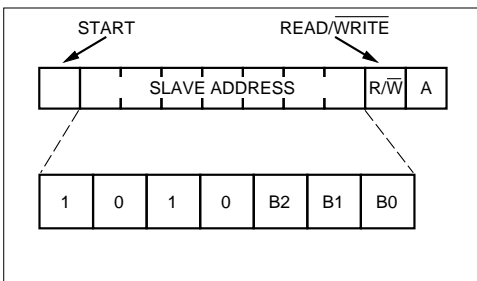 START READ/WRITE
SLAVE ADDRESS R/W A
1 0 1 0 B2 B1 B0